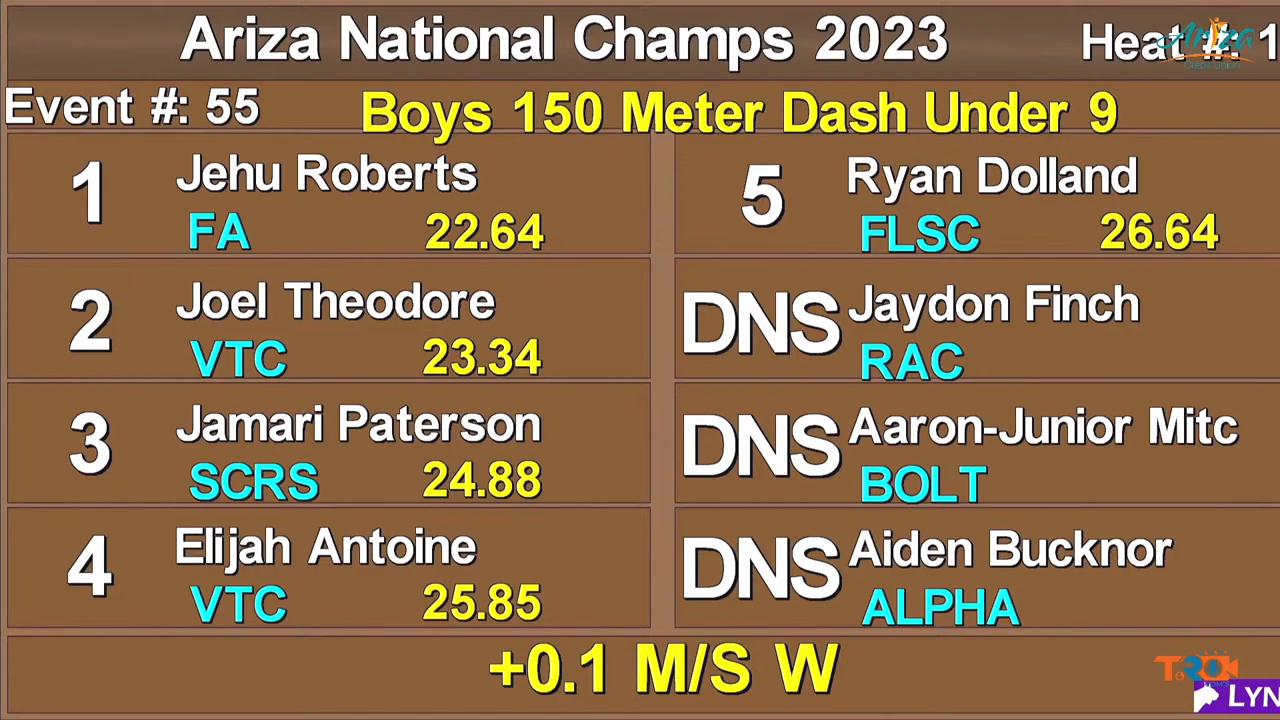 Ariza National Champs 2023
Heat #: 1
Ariza
Event #: 55
Boys 150 Meter Dash Under 9
1 Jehu Roberts
FA 22.64
2 Joel Theodore
VTC 23.34
3 Jamari Paterson
SCRS 24.88
4 Elijah Antoine
VTC 25.85
5 Ryan Dolland
FLSC 26.64
DNS Jaydon Finch
RAC
DNS Aaron-Junior Mitc
BOLT
DNS Aiden Bucknor
ALPHA
+0.1 M/S W
LYN